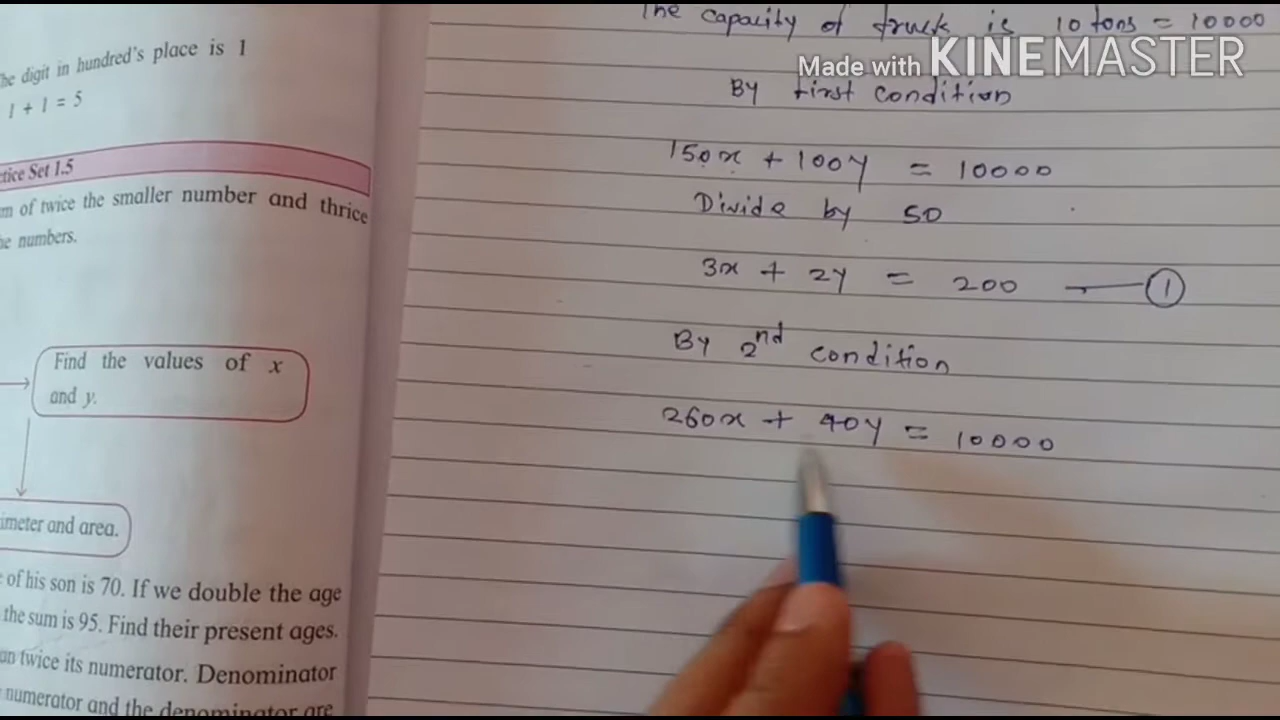 he digit in hundred's place is 1
1 + 1 = 5
tice Set 1.5
m of twice the smaller number and thrice
he numbers.
Find the values of x
and y.
imeter and area.
of his son is 70. If we double the age
the sum is 95. Find their present ages.
an twice its numerator. Denominator
numerator and the denominator are
The capacity of truck is 10 tons = 10000
Made with KINEMASTER
By first condition
150x + 100y = 10000
Divide by 50
3x + 2y = 200 — 1
By 2nd condition
260x + 40y = 10000